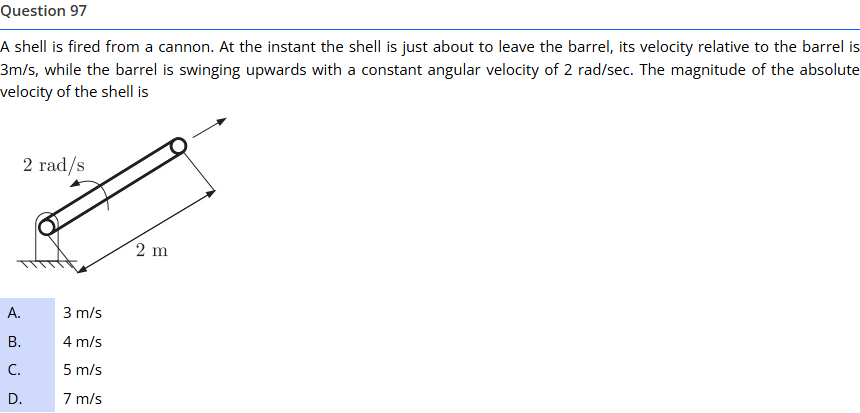 Question 97
A shell is fired from a cannon. At the instant the shell is just about to leave the barrel, its velocity relative to the barrel is
3m/s, while the barrel is swinging upwards with a constant angular velocity of 2 rad/sec. The magnitude of the absolute
velocity of the shell is
2 rad/s
2 m
A. 3 m/s
B. 4 m/s
C. 5 m/s
D. 7 m/s